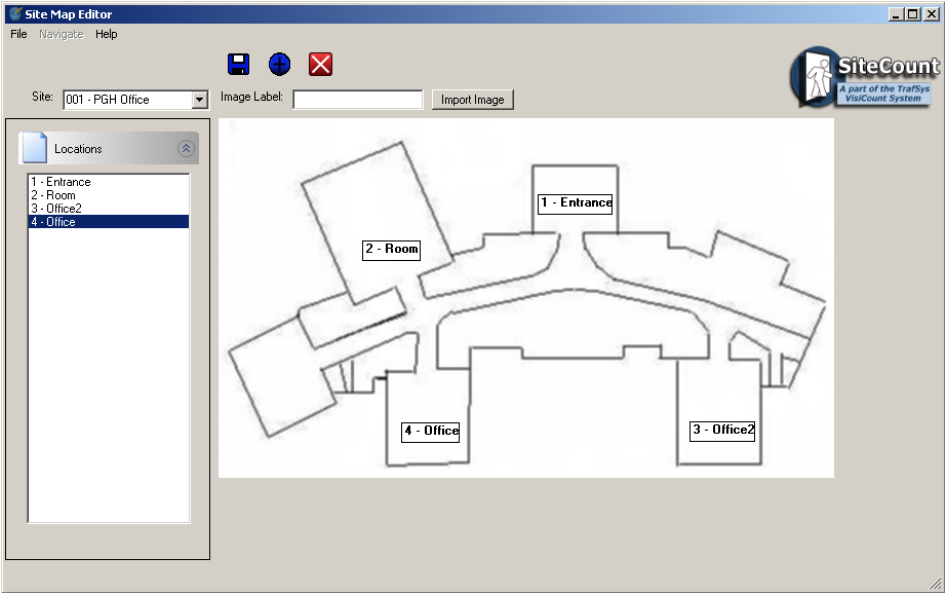 Site Map Editor
File Navigate Help
SiteCount
A part of the TrafSys
VisiCount System
Site: 001 - PGH Office Image Label: Import Image
Locations
1 - Entrance
2 - Room
3 - Office2
4 - Office
1 - Entrance
2 - Room
4 - Office
3 - Office2